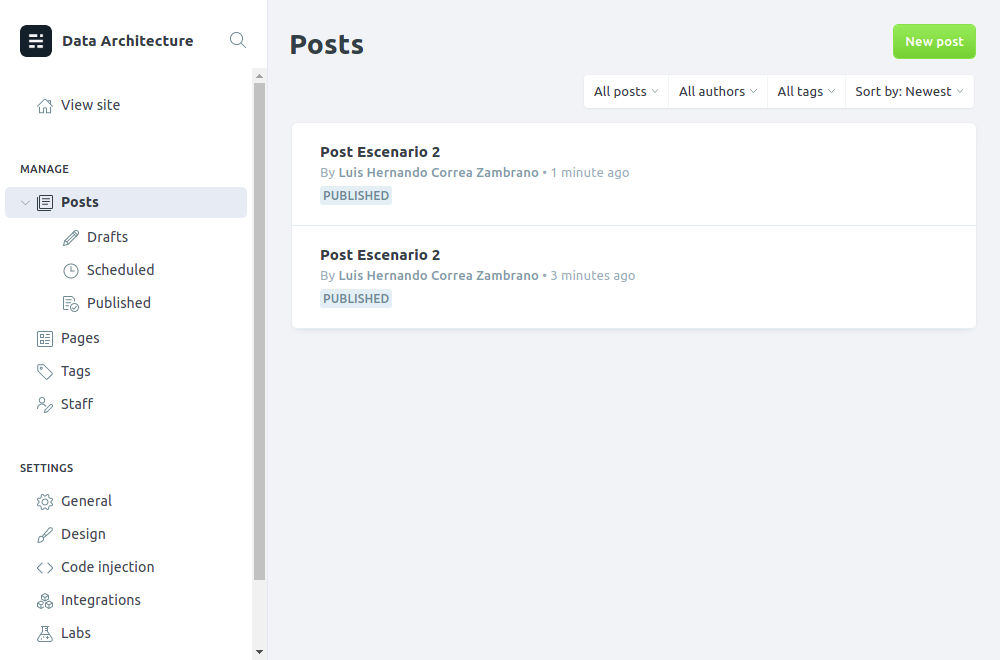 Data Architecture
View site
MANAGE
Posts
Drafts
Scheduled
Published
Pages
Tags
Staff
SETTINGS
General
Design
Code injection
Integrations
Labs
Posts
New post
All posts
All authors
All tags
Sort by: Newest
Post Escenario 2
By Luis Hernando Correa Zambrano • 1 minute ago
PUBLISHED
Post Escenario 2
By Luis Hernando Correa Zambrano • 3 minutes ago
PUBLISHED